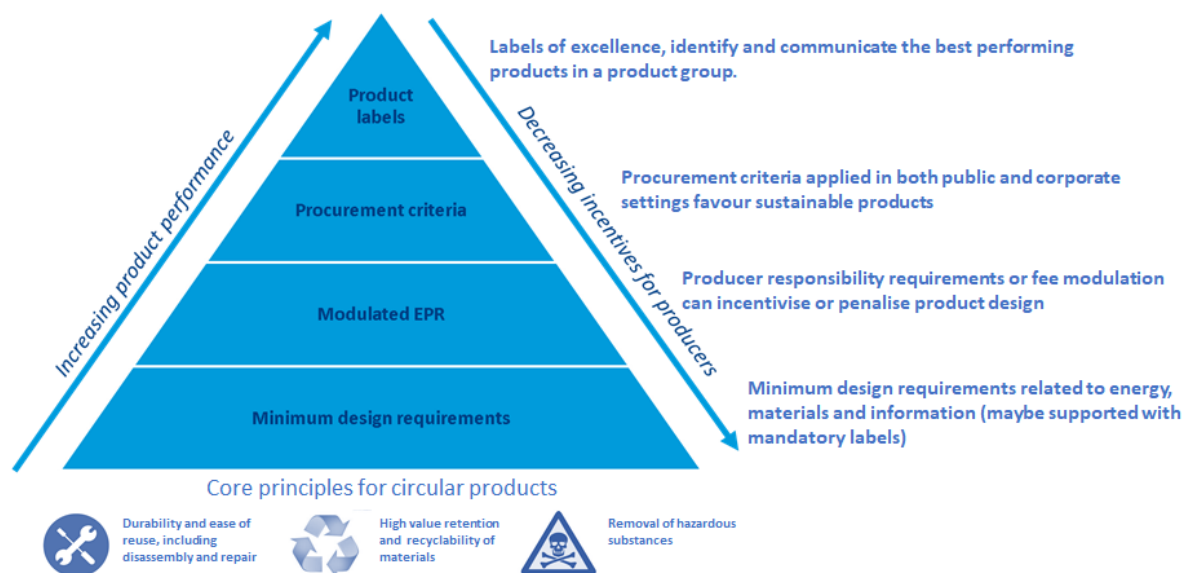 Labels of excellence, identify and communicate the best performing
products in a product group.
Product
labels
Increasing product performance
Decreasing incentives for producers
Procurement criteria applied in both public and corporate
settings favour sustainable products
Procurement criteria
Producer responsibility requirements or fee modulation
can incentivise or penalise product design
Modulated EPR
Minimum design requirements related to energy,
materials and information (maybe supported with
mandatory labels)
Minimum design requirements
Core principles for circular products
Durability and ease of
reuse, including
disassembly and repair
High value retention
and recyclability of
materials
Removal of hazardous
substances